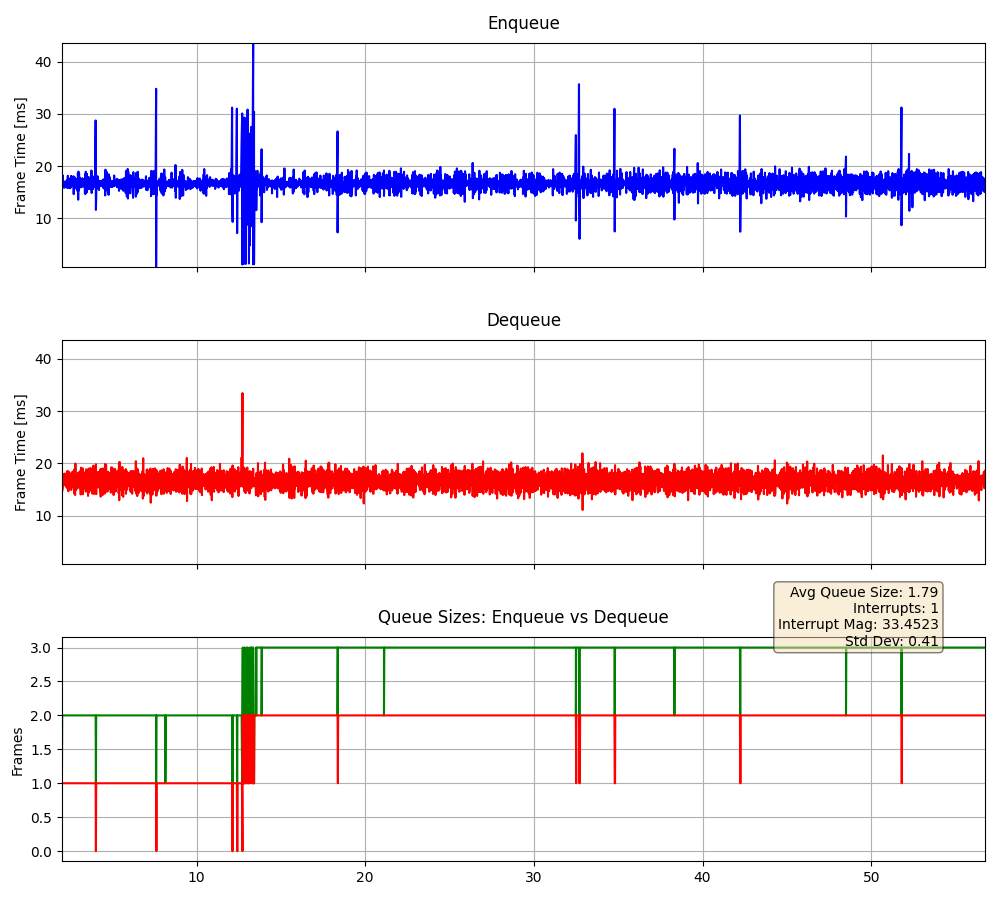 Enqueue
Frame Time [ms]
40
30
20
10
Dequeue
Frame Time [ms]
40
30
20
10
Queue Sizes: Enqueue vs Dequeue
Avg Queue Size: 1.79
Interrupts: 1
Interrupt Mag: 33.4523
Std Dev: 0.41
Frames
3.0
2.5
2.0
1.5
1.0
0.5
0.0
10 20 30 40 50